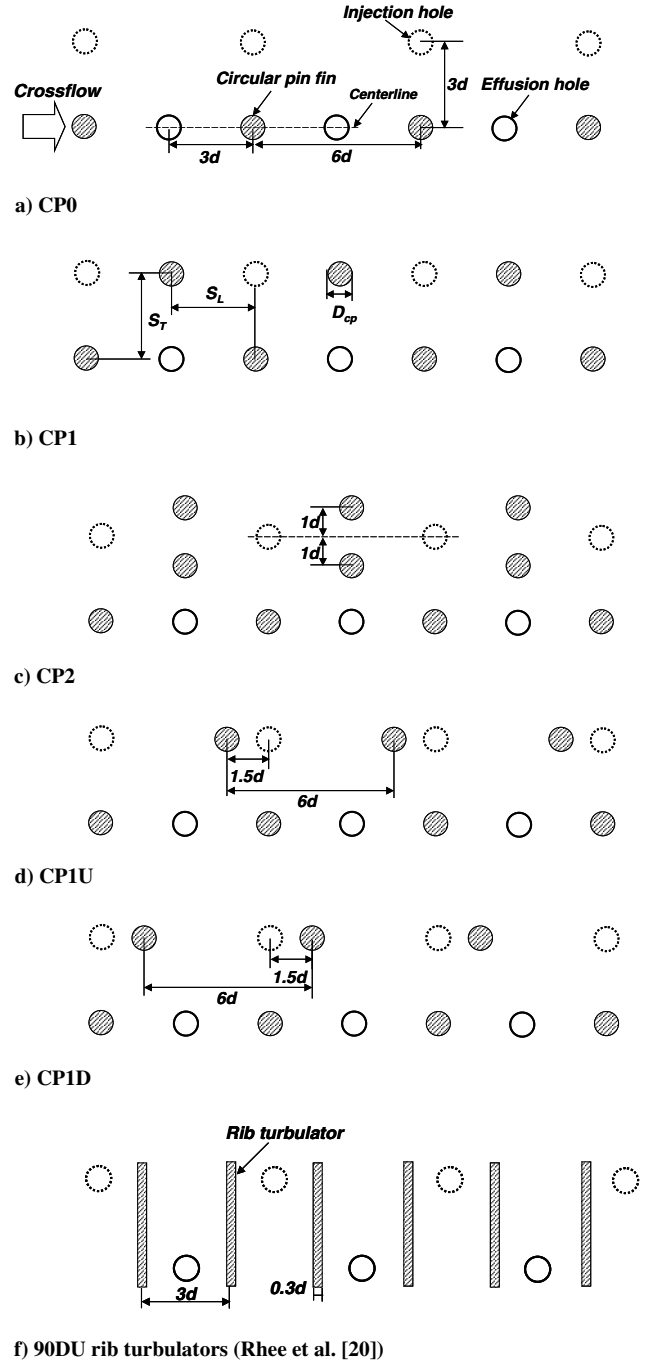 Injection hole
Circular pin fin
Crossflow
Centerline
3d
Effusion hole
3d
6d
a) CP0
S_L
S_T
D_cp
b) CP1
1d
1d
c) CP2
1.5d
6d
d) CP1U
1.5d
6d
e) CP1D
Rib turbulator
3d
0.3d
f) 90DU rib turbulators (Rhee et al. [20])